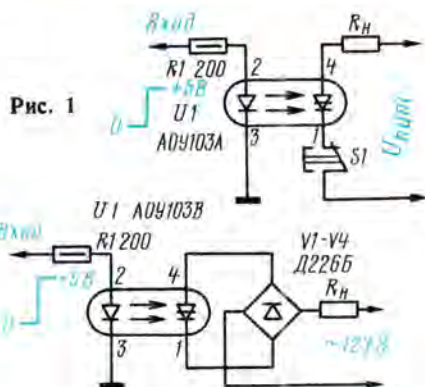 Вход
R1 200
+5В
0
Рис. 1
U1
АОУ103А
2
3
4
1
Rн
S1
Uпит
U1 АОУ103В
Вход
R1 200
+5В
0
2
3
4
1
V1-V4
Д226Б
Rн
~127В